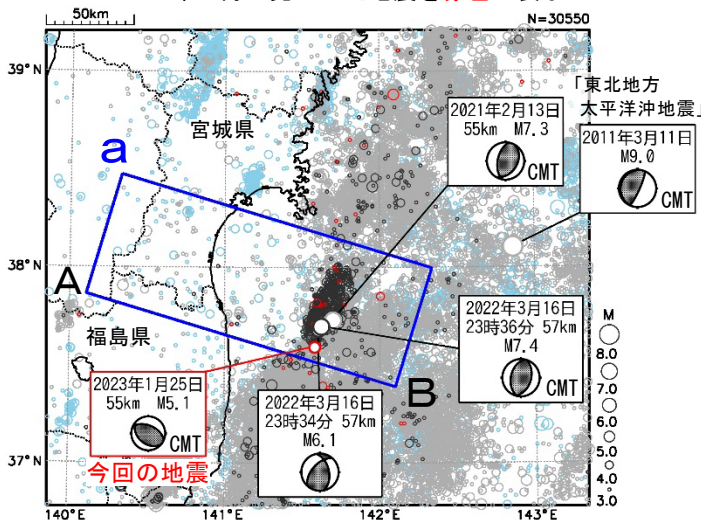 50km
N=30550
39°N
38°N
37°N
140°E
141°E
142°E
143°E
宮城県
福島県
a
A
B
「東北地方
太平洋沖地震」
2011年3月11日
M9.0
CMT
2021年2月13日
55km M7.3
CMT
2022年3月16日
23時36分 57km
M7.4
CMT
2023年1月25日
55km M5.1
CMT
今回の地震
2022年3月16日
23時34分 57km
M6.1
M
8.0
7.0
6.0
5.0
4.0
3.0